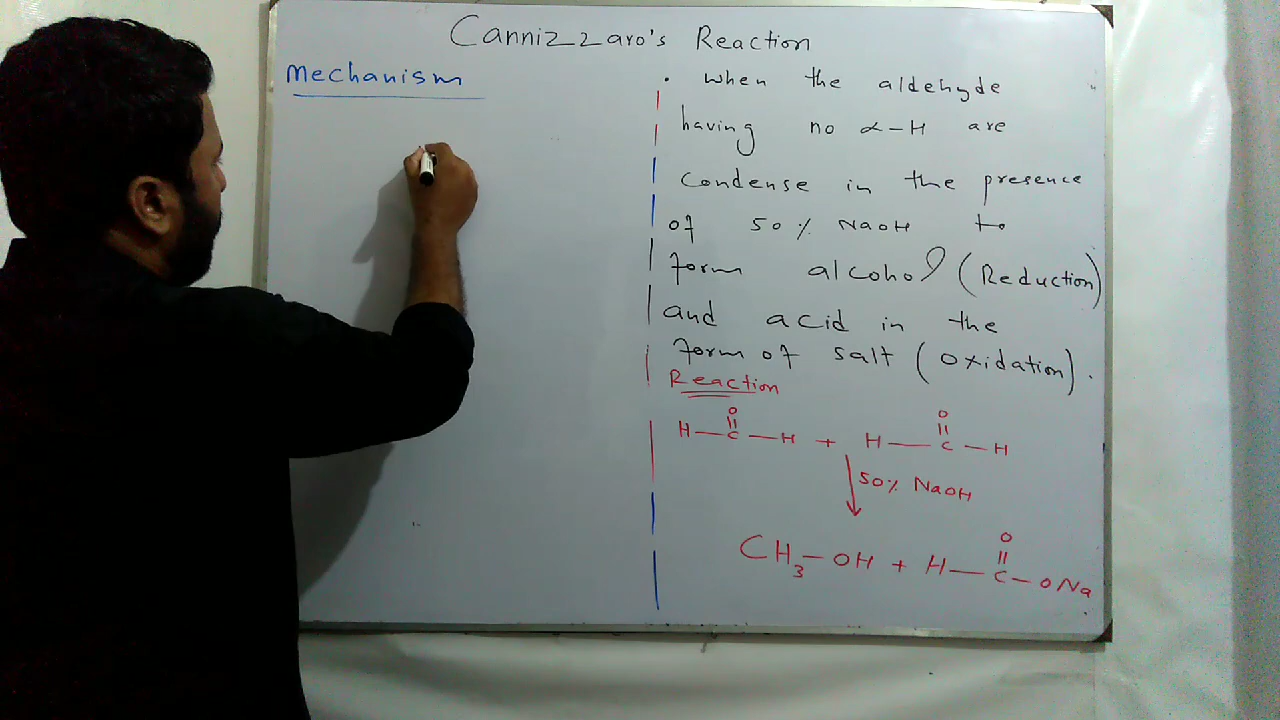 Cannizzaro's Reaction
Mechanism
• When the aldehyde
having no α-H are
Condense in the presence
of 50% NaOH to
form alcohol (Reduction)
and acid in the
form of salt (Oxidation).
Reaction
O O
|| ||
H—C—H + H—C—H
↓ 50% NaOH
O
||
CH₃—OH + H—C—ONa